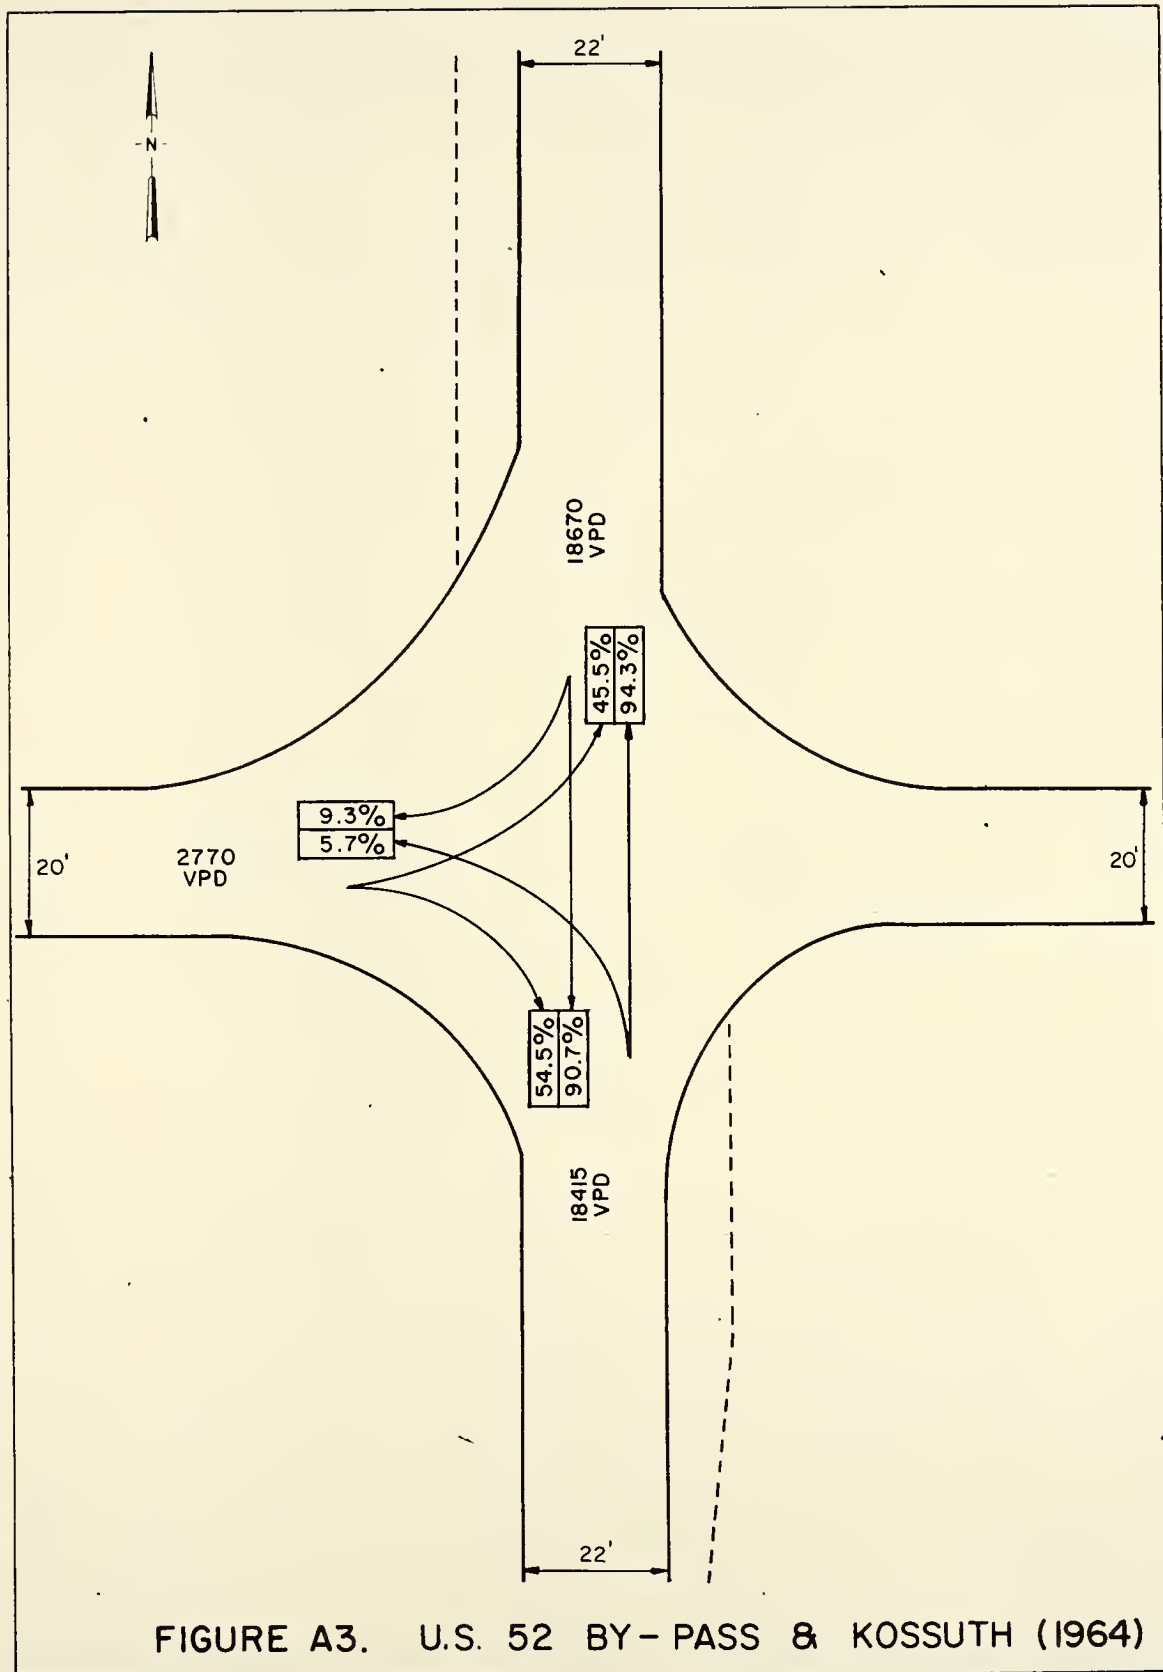 22'
-N-
18670
VPD
45.5%
94.3%
9.3%
5.7%
20'
2770
VPD
20'
54.5%
90.7%
18415
VPD
22'
FIGURE A3. U.S. 52 BY-PASS & KOSSUTH (1964)